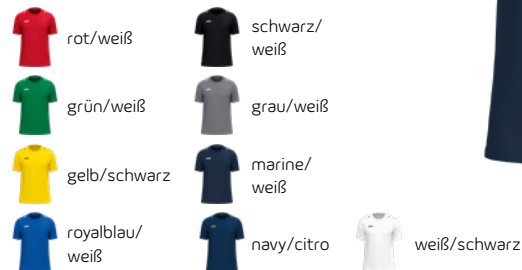 rot/weiß
schwarz/
weiß
grün/weiß
grau/weiß
gelb/schwarz
marine/
weiß
royalblau/
weiß
navy/citro
weiß/schwarz